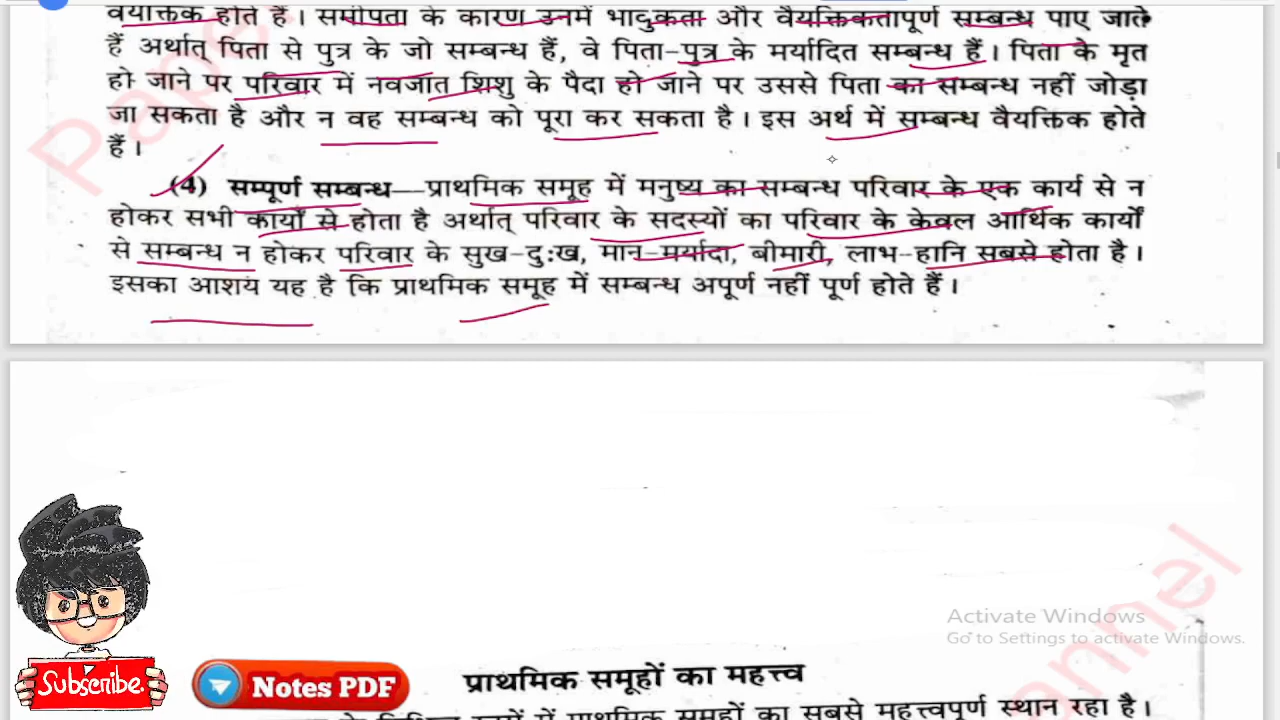 वैयक्तिक होते हैं। समीपता के कारण उनमें भावुकता और वैयक्तिकतापूर्ण सम्बन्ध पाए जाते
हैं अर्थात् पिता से पुत्र के जो सम्बन्ध हैं, वे पिता-पुत्र के मर्यादित सम्बन्ध हैं। पिता के मृत
हो जाने पर परिवार में नवजात शिशु के पैदा हो जाने पर उससे पिता का सम्बन्ध नहीं जोड़ा
जा सकता है और न वह सम्बन्ध को पूरा कर सकता है। इस अर्थ में सम्बन्ध वैयक्तिक होते
हैं।
(4) सम्पूर्ण सम्बन्ध—प्राथमिक समूह में मनुष्य का सम्बन्ध परिवार के एक कार्य से न
होकर सभी कार्यों से होता है अर्थात् परिवार के सदस्यों का परिवार के केवल आर्थिक कार्यों
से सम्बन्ध न होकर परिवार के सुख-दुःख, मान-मर्यादा, बीमारी, लाभ-हानि सबसे होता है।
इसका आशय यह है कि प्राथमिक समूह में सम्बन्ध अपूर्ण नहीं पूर्ण होते हैं।
Activate Windows
Go to Settings to activate Windows.
प्राथमिक समूहों का महत्त्व
Subscribe.
Notes PDF
में प्राथमिक समूहों का सबसे महत्त्वपूर्ण स्थान रहा है।